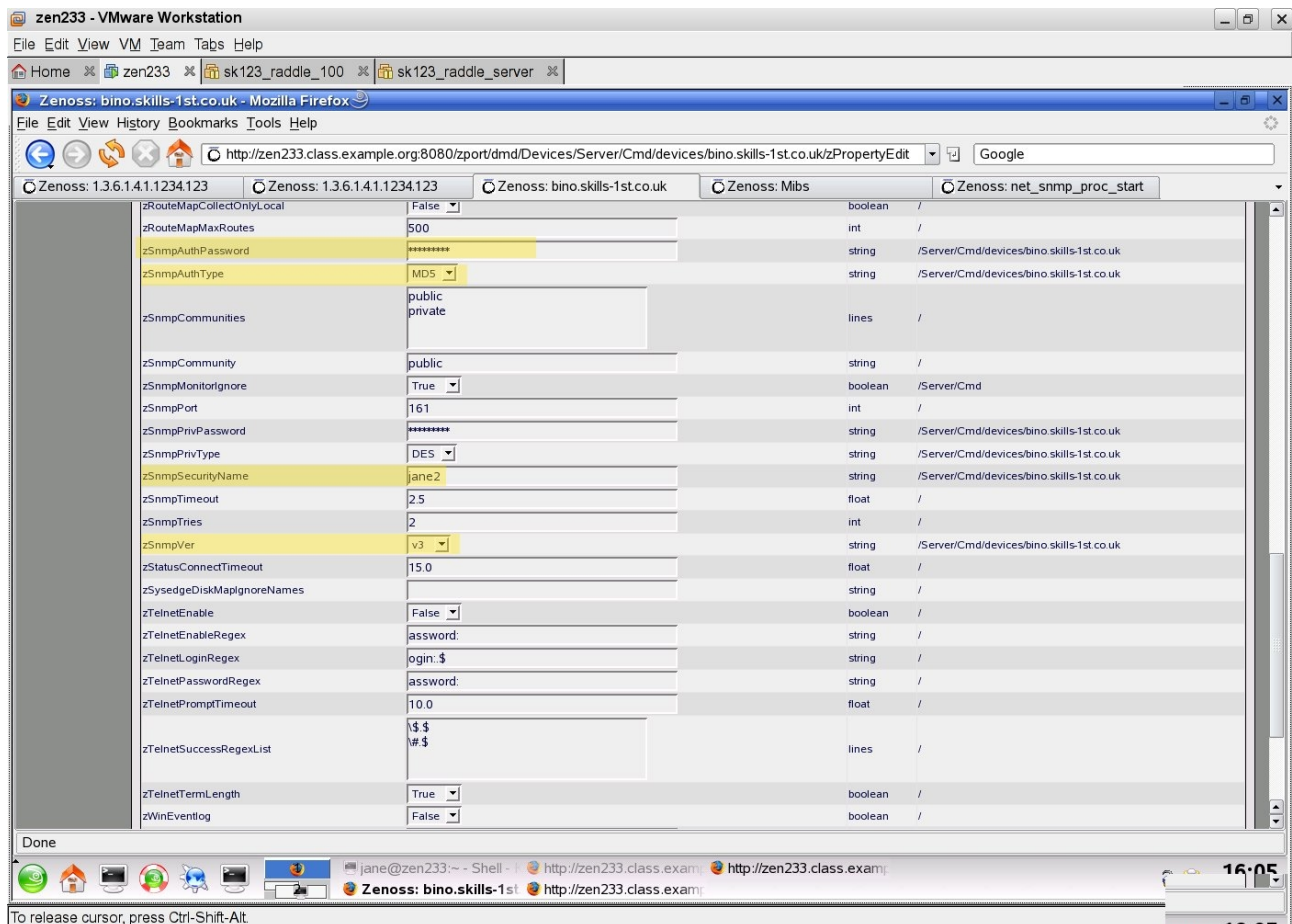 zen233 - VMware Workstation
File Edit View VM Team Tabs Help
Home zen233 sk123_raddle_100 sk123_raddle_server
Zenoss: bino.skills-1st.co.uk - Mozilla Firefox
File Edit View History Bookmarks Tools Help
http://zen233.class.example.org:8080/zport/dmd/Devices/Server/Cmd/devices/bino.skills-1st.co.uk/zPropertyEdit Google
Zenoss: 1.3.6.1.4.1.1234.123 Zenoss: 1.3.6.1.4.1.1234.123 Zenoss: bino.skills-1st.co.uk Zenoss: Mibs Zenoss: net_snmp_proc_start
zRouteMapCollectOnlyLocal False boolean /
zRouteMapMaxRoutes 500 int /
zSnmpAuthPassword ********* string /Server/Cmd/devices/bino.skills-1st.co.uk
zSnmpAuthType MD5 string /Server/Cmd/devices/bino.skills-1st.co.uk
zSnmpCommunities public
private lines /
zSnmpCommunity public string /
zSnmpMonitorIgnore True boolean /Server/Cmd
zSnmpPort 161 int /
zSnmpPrivPassword ********* string /Server/Cmd/devices/bino.skills-1st.co.uk
zSnmpPrivType DES string /Server/Cmd/devices/bino.skills-1st.co.uk
zSnmpSecurityName jane2 string /Server/Cmd/devices/bino.skills-1st.co.uk
zSnmpTimeout 2.5 float /
zSnmpTries 2 int /
zSnmpVer v3 string /Server/Cmd/devices/bino.skills-1st.co.uk
zStatusConnectTimeout 15.0 float /
zSysedgeDiskMapIgnoreNames string /
zTelnetEnable False boolean /
zTelnetEnableRegex assword: string /
zTelnetLoginRegex ogin:.$ string /
zTelnetPasswordRegex assword: string /
zTelnetPromptTimeout 10.0 float /
zTelnetSuccessRegexList \$.$
\#.$ lines /
zTelnetTermLength True boolean /
zWinEventlog False boolean /
Done
jane@zen233:~ - Shell - http://zen233.class.exam http://zen233.class.exam 16:05
2 Zenoss: bino.skills-1st http://zen233.class.exam
To release cursor, press Ctrl-Shift-Alt.